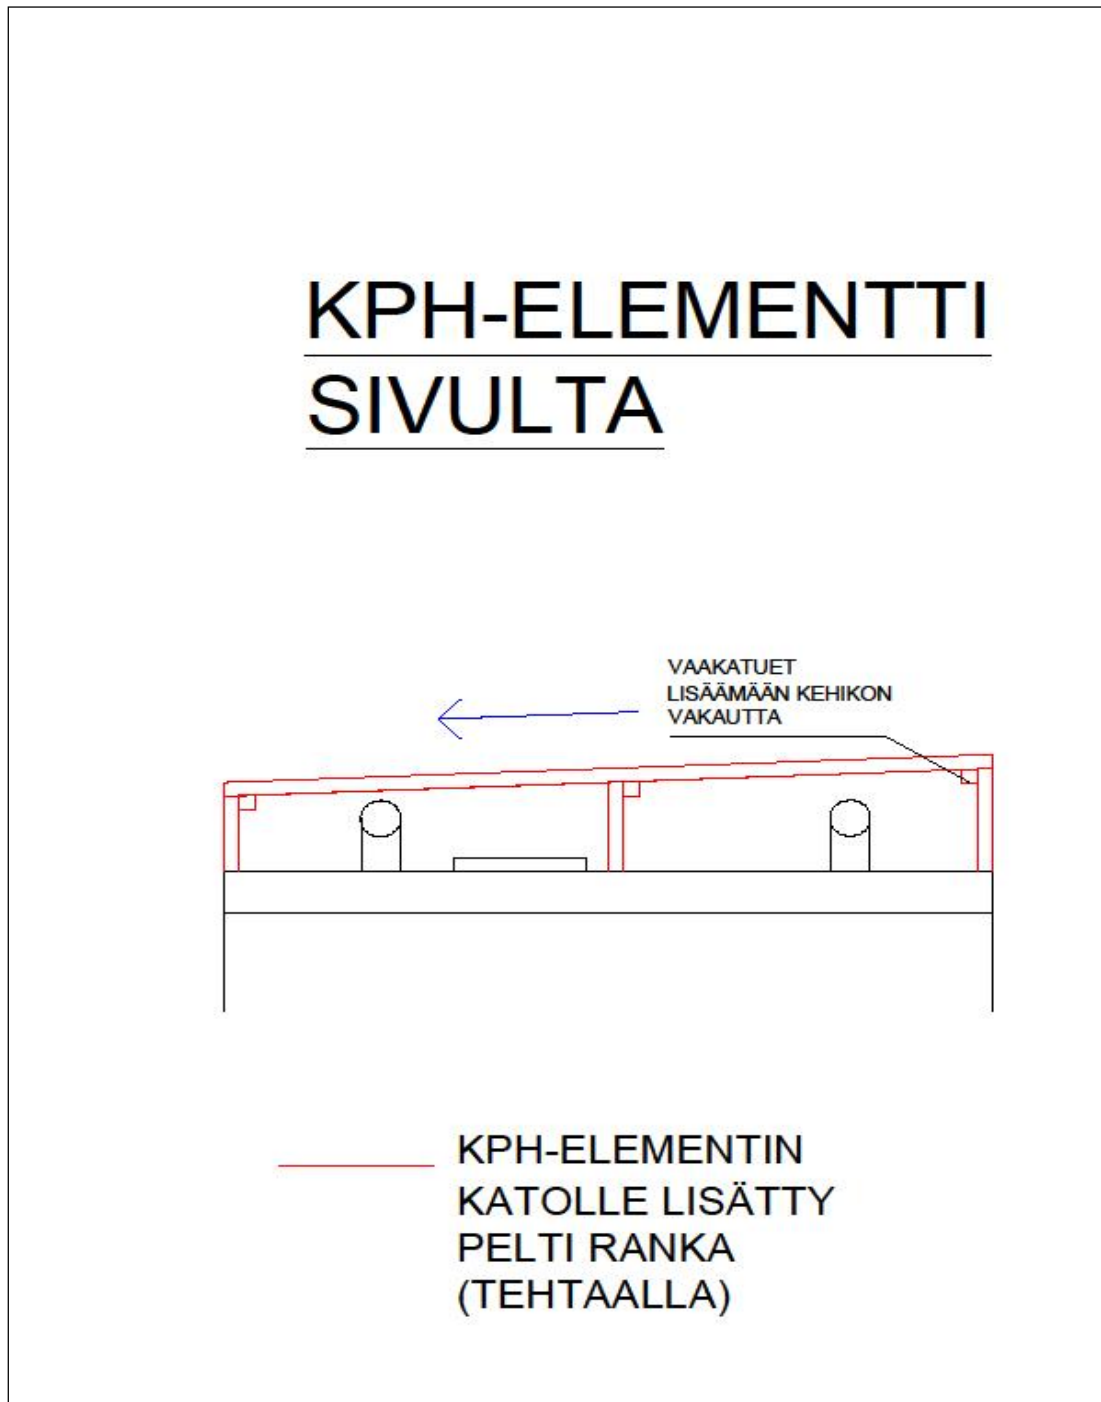 KPH-ELEMENTTI
SIVULTA
VAAKATUET
LISÄÄMÄÄN KEHIKON
VAKAUTTA
KPH-ELEMENTIN
KATOLLE LISÄTTY
PELTI RANKA
(TEHTAALLA)